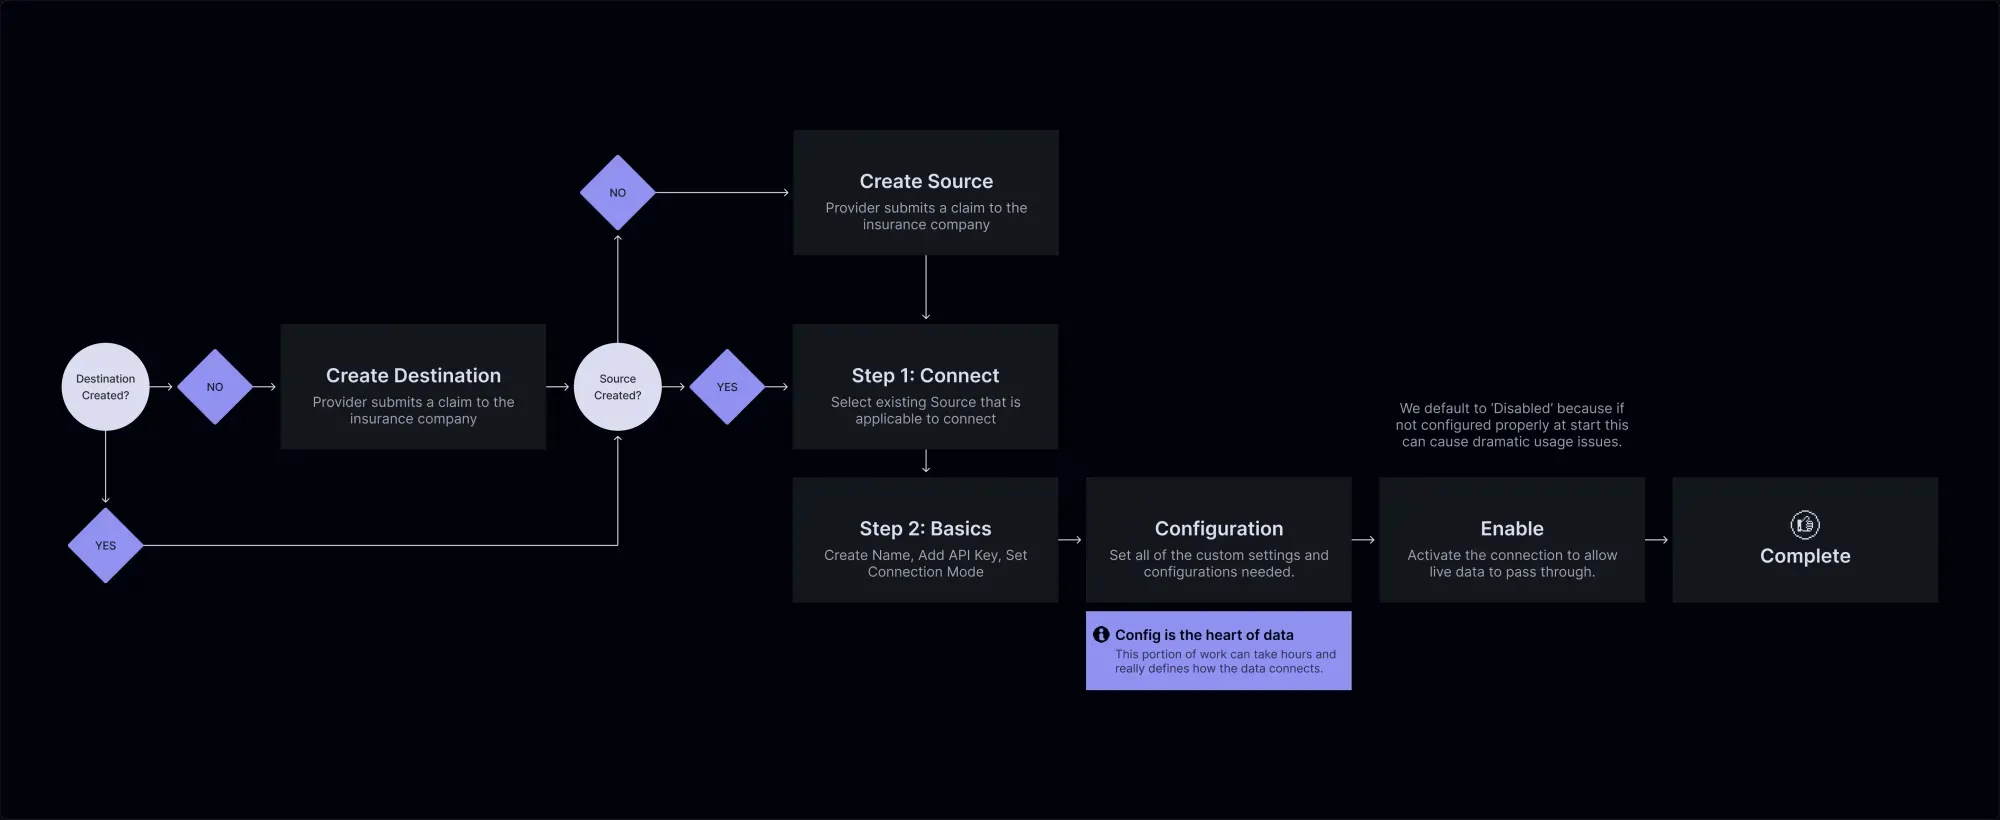 NO
Create Source
Provider submits a claim to the
insurance company
Destination
Created?
NO
Create Destination
Provider submits a claim to the
insurance company
Source
Created?
YES
Step 1: Connect
Select existing Source that is
applicable to connect
We default to ‘Disabled’ because if
not configured properly at start this
can cause dramatic usage issues.
YES
Step 2: Basics
Create Name, Add API Key, Set
Connection Mode
Configuration
Set all of the custom settings and
configurations needed.
Enable
Activate the connection to allow
live data to pass through.
Complete
Config is the heart of data
This portion of work can take hours and
really defines how the data connects.